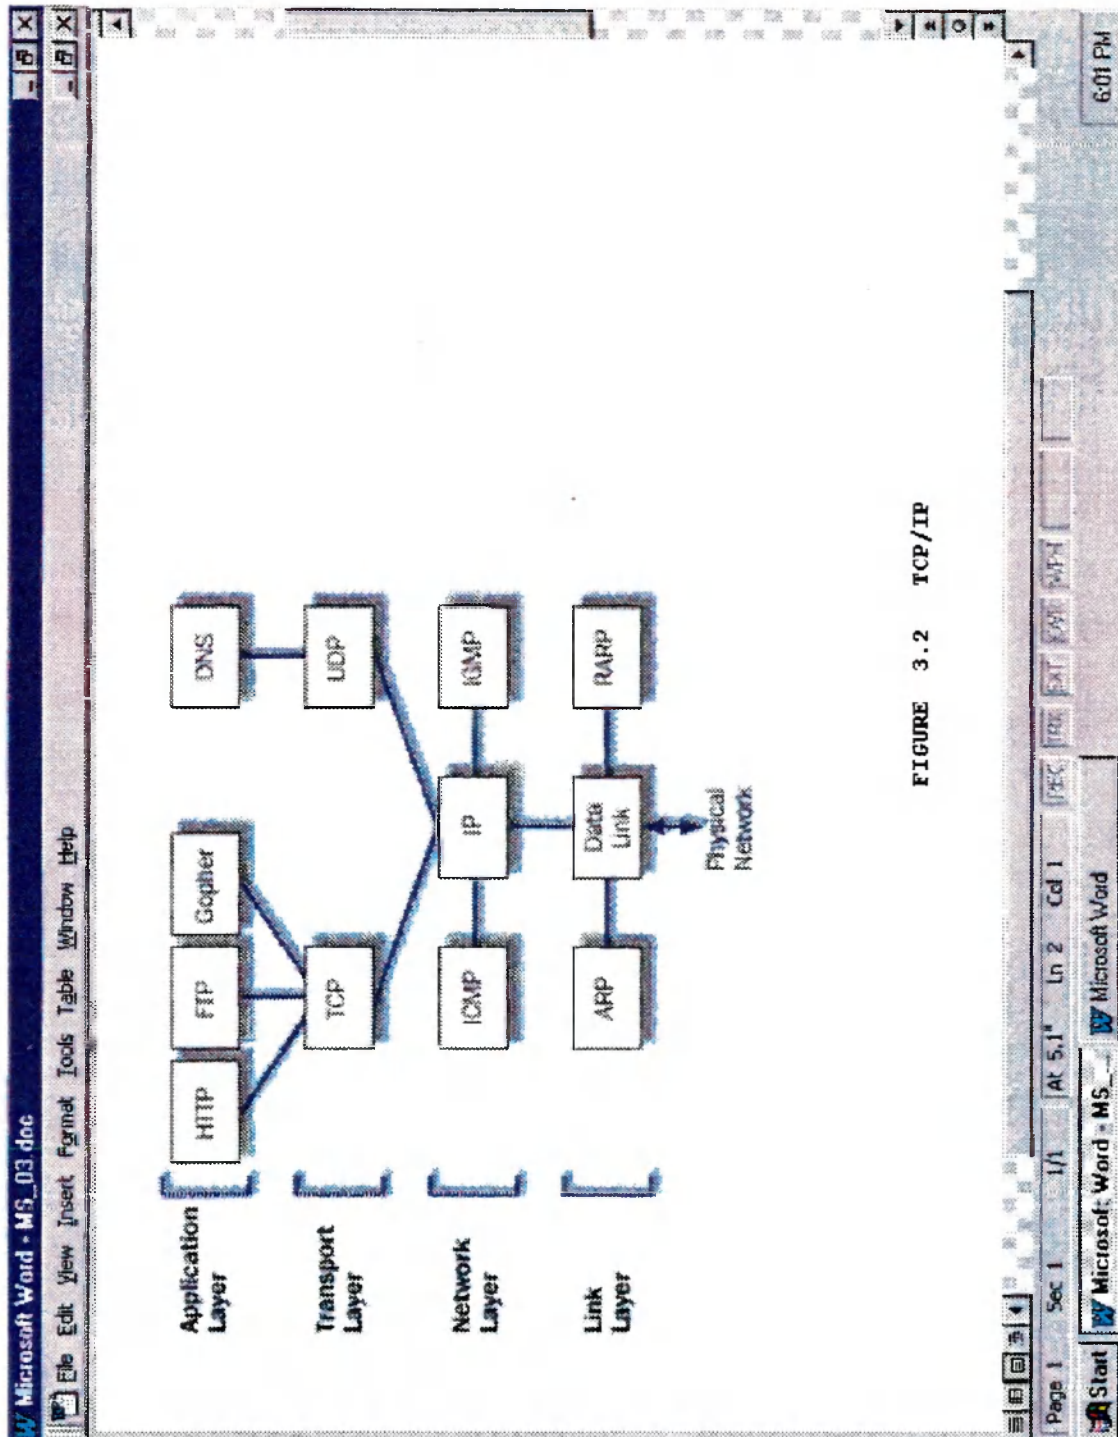 Microsoft Word - MS_03.doc
File Edit View Insert Format Tools Table Window Help
Application Layer
HTTP FTP Gopher DNS
Transport Layer
TCP UDP
Network Layer
ICMP IP IGMP
Link Layer
ARP Data Link RARP
Physical Network
FIGURE 3.2 TCP/IP
Page 1 Sec 1 1/1 At 5,1" Ln 2 Col 1 REC TRK EXT
Start Microsoft Word - MS_... Microsoft Word 6:01 PM